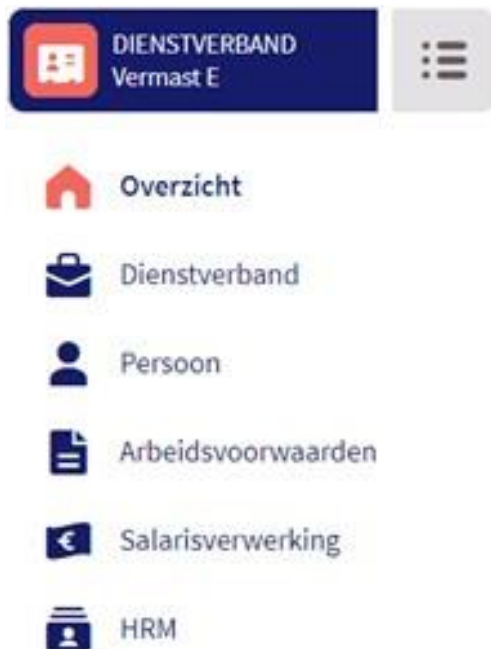 DIENSTVERBAND
Vermast E
Overzicht
Dienstverband
Persoon
Arbeidsvoorwaarden
Salarisverwerking
HRM